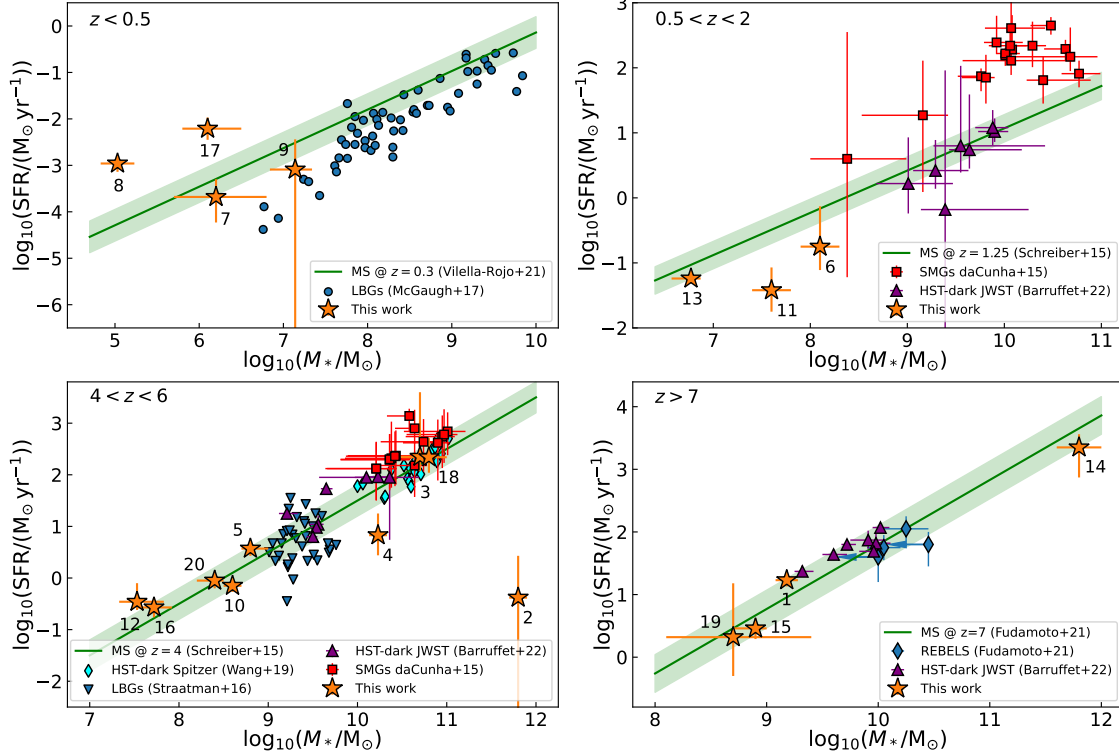 z < 0.5
0
−1
−2
−3
−4
−5
−6
log₁₀(SFR/(M⊙ yr⁻¹))
17
8
7
9
MS @ z = 0.3 (Vilella-Rojo+21)
LBGs (McGaugh+17)
This work
5 6 7 8 9 10
log₁₀(M*/M⊙)
0.5 < z < 2
3
2
1
0
−1
−2
log₁₀(SFR/(M⊙ yr⁻¹))
6
13
11
MS @ z = 1.25 (Schreiber+15)
SMGs daCunha+15)
HST-dark JWST (Barruffet+22)
This work
7 8 9 10 11
log₁₀(M*/M⊙)
4 < z < 6
3
2
1
0
−1
−2
log₁₀(SFR/(M⊙ yr⁻¹))
3
18
5
4
20
10
12
16
2
MS @ z = 4 (Schreiber+15)
HST-dark Spitzer (Wang+19)
LBGs (Straatman+16)
HST-dark JWST (Barruffet+22)
SMGs daCunha+15)
This work
7 8 9 10 11 12
log₁₀(M*/M⊙)
z > 7
4
3
2
1
0
log₁₀(SFR/(M⊙ yr⁻¹))
14
1
19
15
MS @ z=7 (Fudamoto+21)
REBELS (Fudamoto+21)
HST-dark JWST (Barruffet+22)
This work
8 9 10 11 12
log₁₀(M*/M⊙)